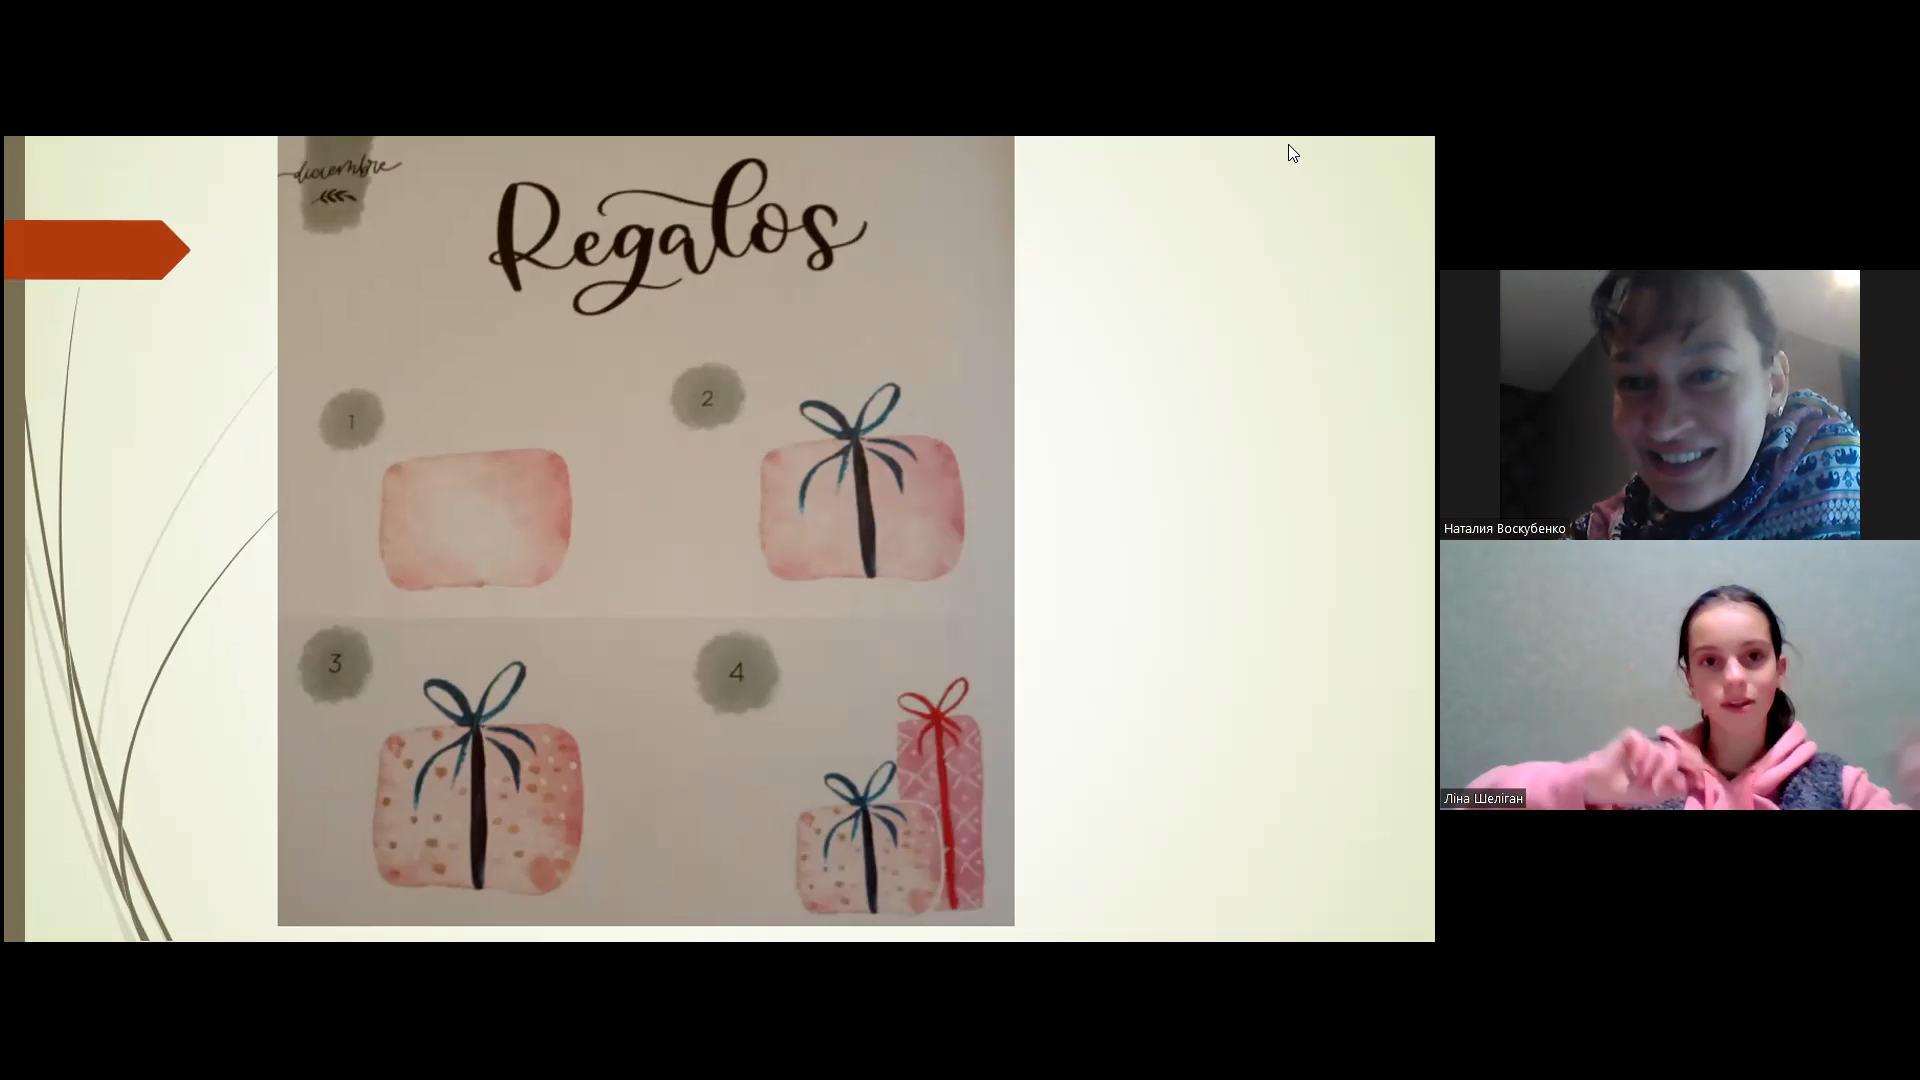 diciembre
Regalos
1
2
3
4
Наталия Воскубенко
Ліна Шеліган